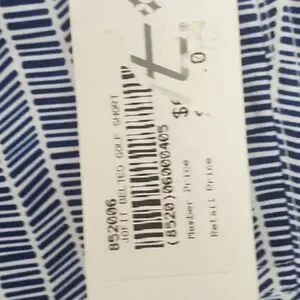 852006
JOFIT BELTED GOLF SHORT
(8520)06000405
Member Price
Retail Price